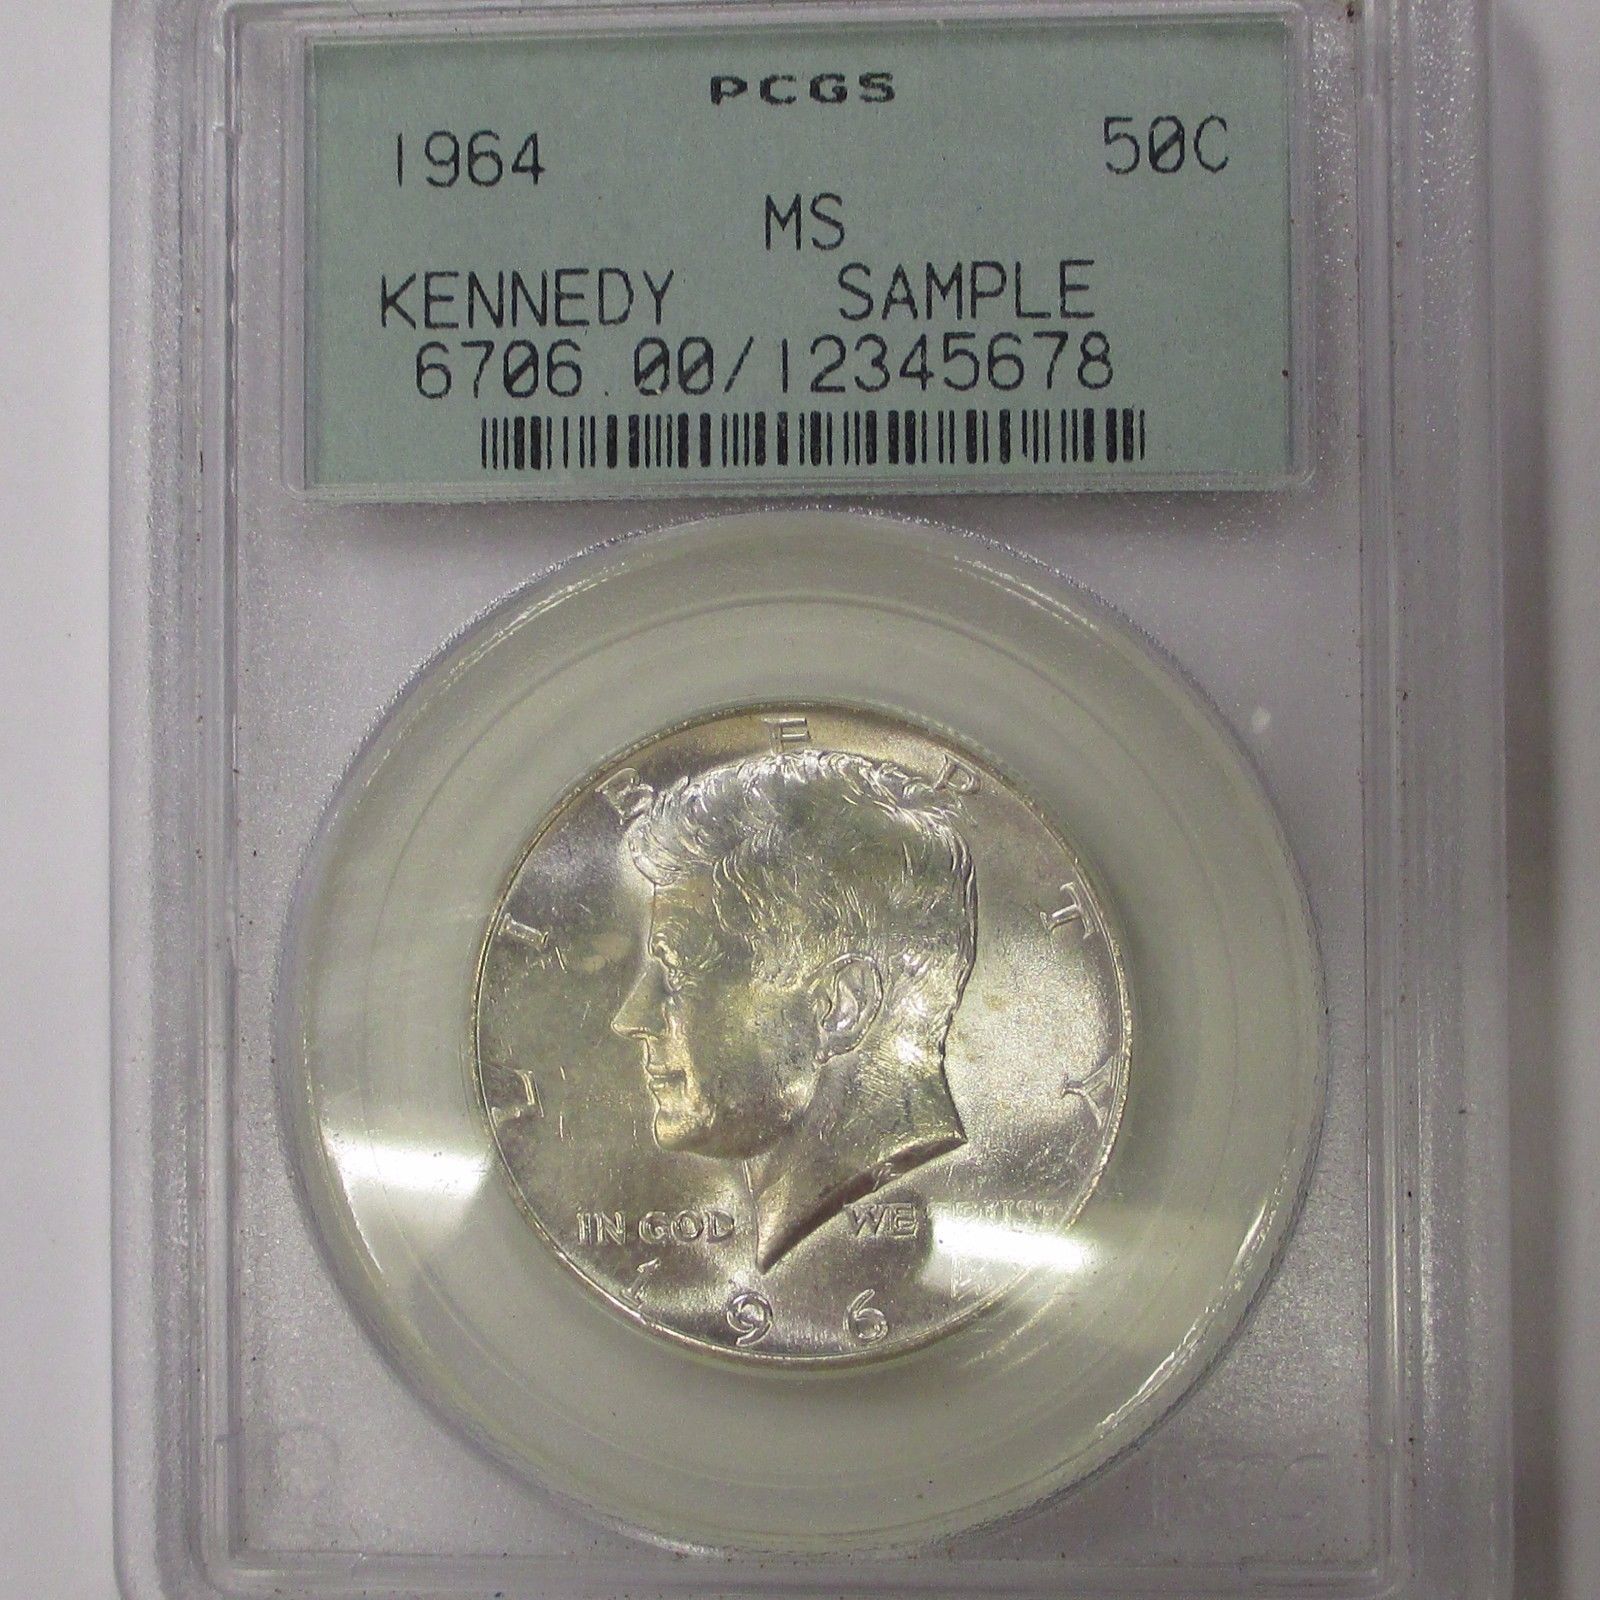 PCGS
1964 50C
MS
KENNEDY SAMPLE
6706.00/12345678
LIBERTY
IN GOD WE TRUST
1964